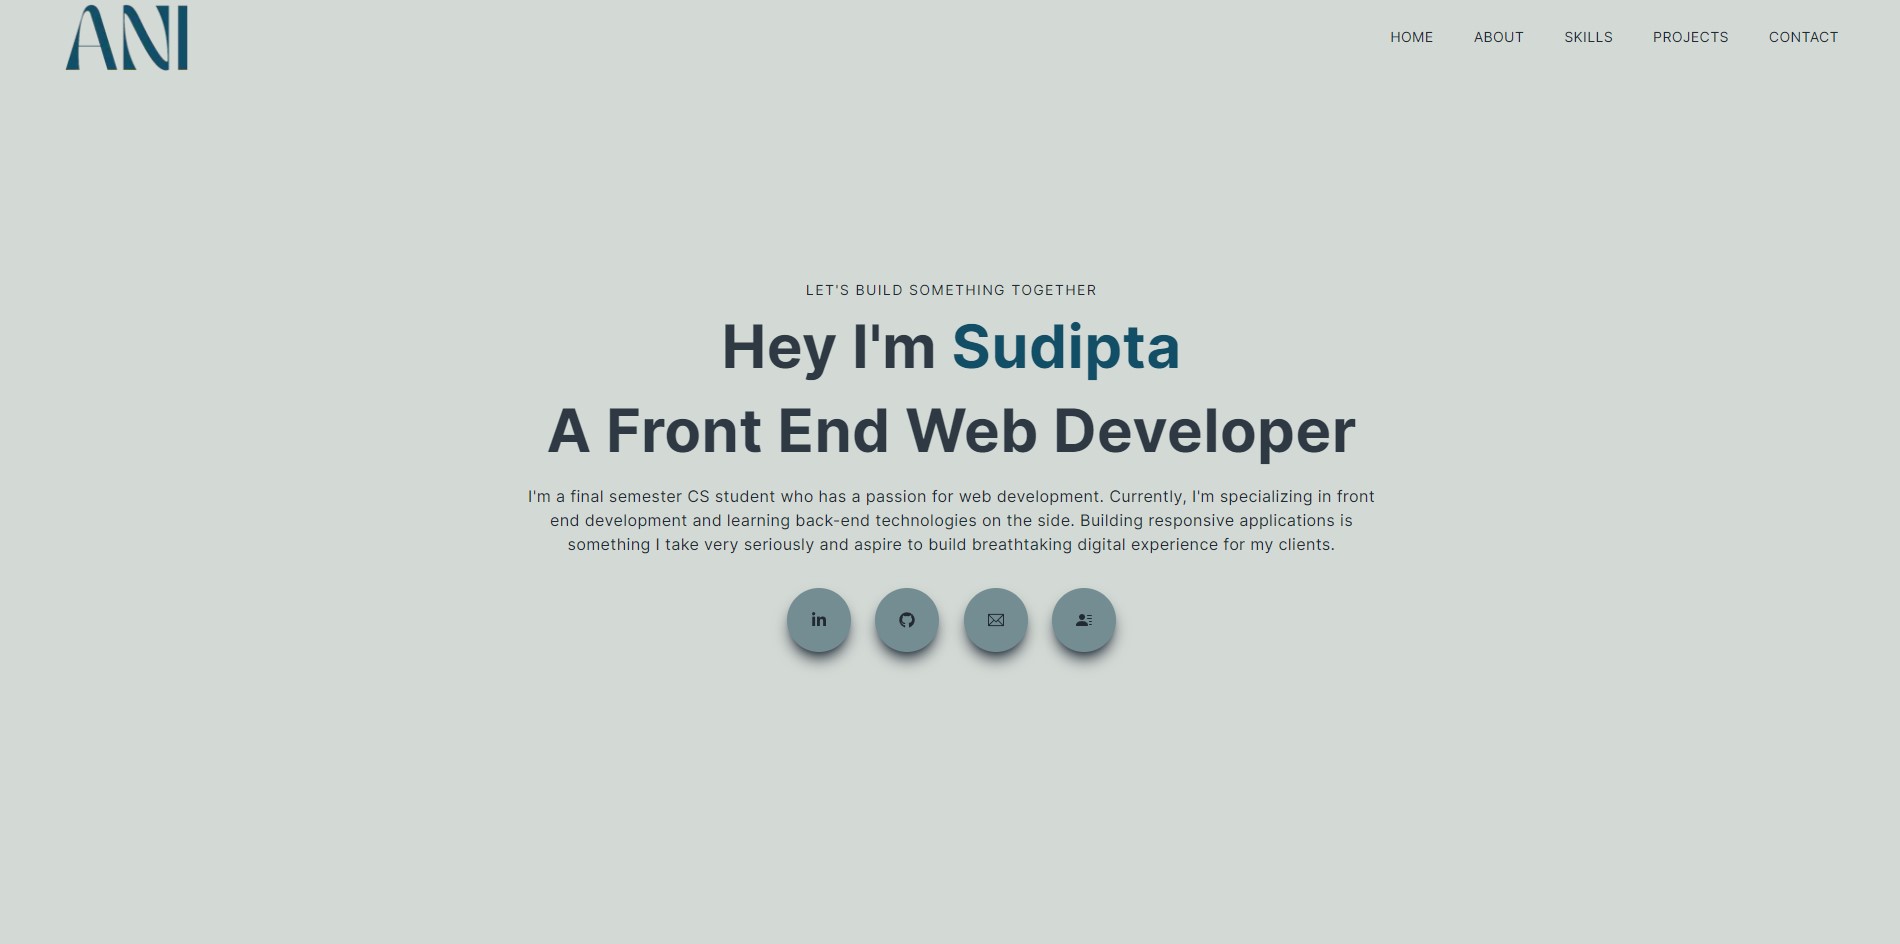 ANI
HOME ABOUT SKILLS PROJECTS CONTACT
LET'S BUILD SOMETHING TOGETHER
Hey I'm Sudipta
A Front End Web Developer
I'm a final semester CS student who has a passion for web development. Currently, I'm specializing in front
end development and learning back-end technologies on the side. Building responsive applications is
something I take very seriously and aspire to build breathtaking digital experience for my clients.
in